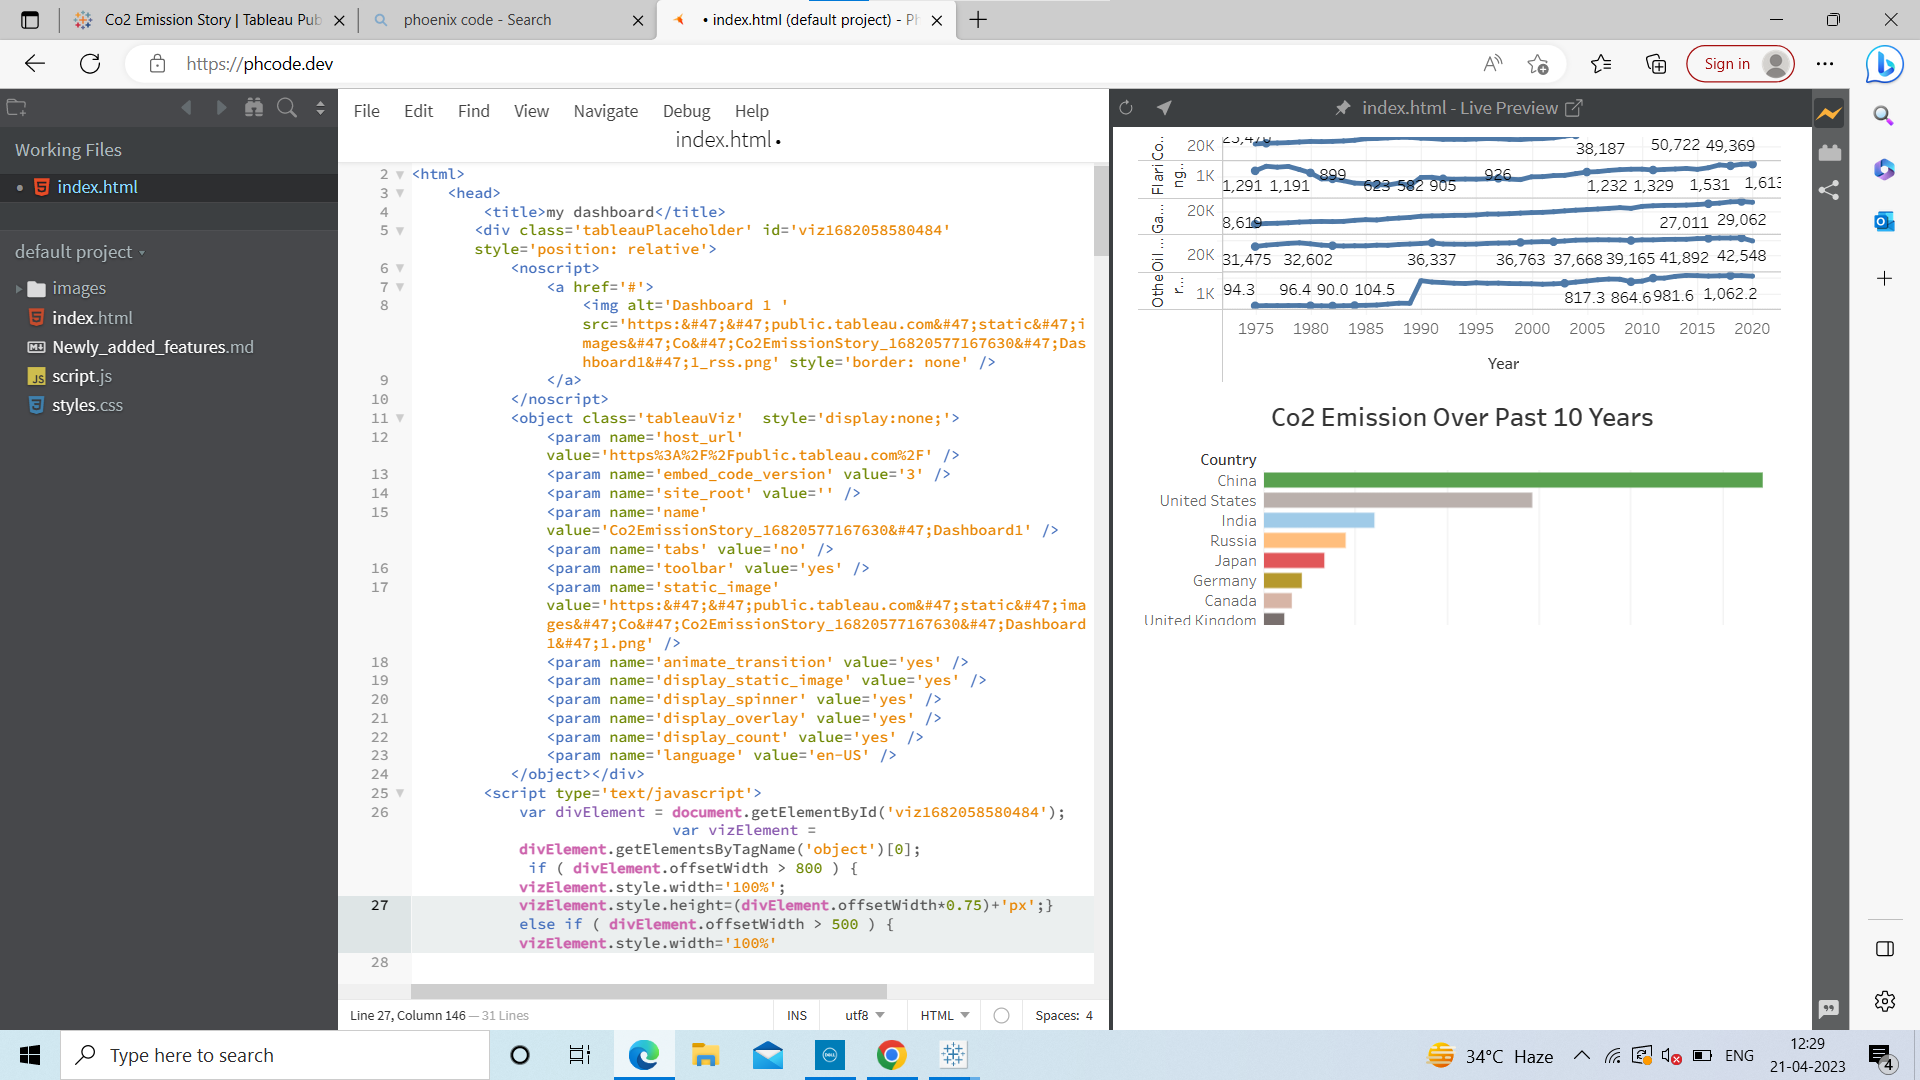 Co2 Emission Story | Tableau Pub
phoenix code - Search
• index.html (default project) - Ph
https://phcode.dev
Sign in
File Edit Find View Navigate Debug Help
index.html •
index.html - Live Preview
Working Files
• index.html
default project
images
index.html
Newly_added_features.md
script.js
styles.css
2 <html>
3 <head>
4 <title>my dashboard</title>
5 <div class='tableauPlaceholder' id='viz1682058580484'
style='position: relative'>
6 <noscript>
7 <a href='#'>
8 <img alt='Dashboard 1 '
src='https:&#47;&#47;public.tableau.com&#47;static&#47;i
mages&#47;Co&#47;Co2EmissionStory_16820577167630&#47;Das
hboard1&#47;1_rss.png' style='border: none' />
9 </a>
10 </noscript>
11 <object class='tableauViz'  style='display:none;'>
12 <param name='host_url'
value='https%3A%2F%2Fpublic.tableau.com%2F' />
13 <param name='embed_code_version' value='3' />
14 <param name='site_root' value='' />
15 <param name='name'
value='Co2EmissionStory_16820577167630&#47;Dashboard1' />
<param name='tabs' value='no' />
16 <param name='toolbar' value='yes' />
17 <param name='static_image'
value='https:&#47;&#47;public.tableau.com&#47;static&#47;ima
ges&#47;Co&#47;Co2EmissionStory_16820577167630&#47;Dashboard
1&#47;1.png' />
18 <param name='animate_transition' value='yes' />
19 <param name='display_static_image' value='yes' />
20 <param name='display_spinner' value='yes' />
21 <param name='display_overlay' value='yes' />
22 <param name='display_count' value='yes' />
23 <param name='language' value='en-US' />
24 </object></div>
25 <script type='text/javascript'>
26 var divElement = document.getElementById('viz1682058580484');
var vizElement =
divElement.getElementsByTagName('object')[0];
if ( divElement.offsetWidth > 800 ) {
vizElement.style.width='100%';
27 vizElement.style.height=(divElement.offsetWidth*0.75)+'px';}
else if ( divElement.offsetWidth > 500 ) {
vizElement.style.width='100%'
28
Line 27, Column 146 — 31 Lines
INS utf8 HTML Spaces: 4
Co.. 20K 38,187 50,722 49,369
Flari ng.. 1K 1,291 1,191 899 623 582 905 926 1,232 1,329 1,531 1,613
Ga... 20K 8,619 27,011 29,062
Oil ... 20K 31,475 32,602 36,337 36,763 37,668 39,165 41,892 42,548
Othe r... 1K 94.3 96.4 90.0 104.5 817.3 864.6 981.6 1,062.2
1975 1980 1985 1990 1995 2000 2005 2010 2015 2020
Year
Co2 Emission Over Past 10 Years
Country
China
United States
India
Russia
Japan
Germany
Canada
United Kingdom
Type here to search
34°C Haze
ENG
12:29
21-04-2023
4